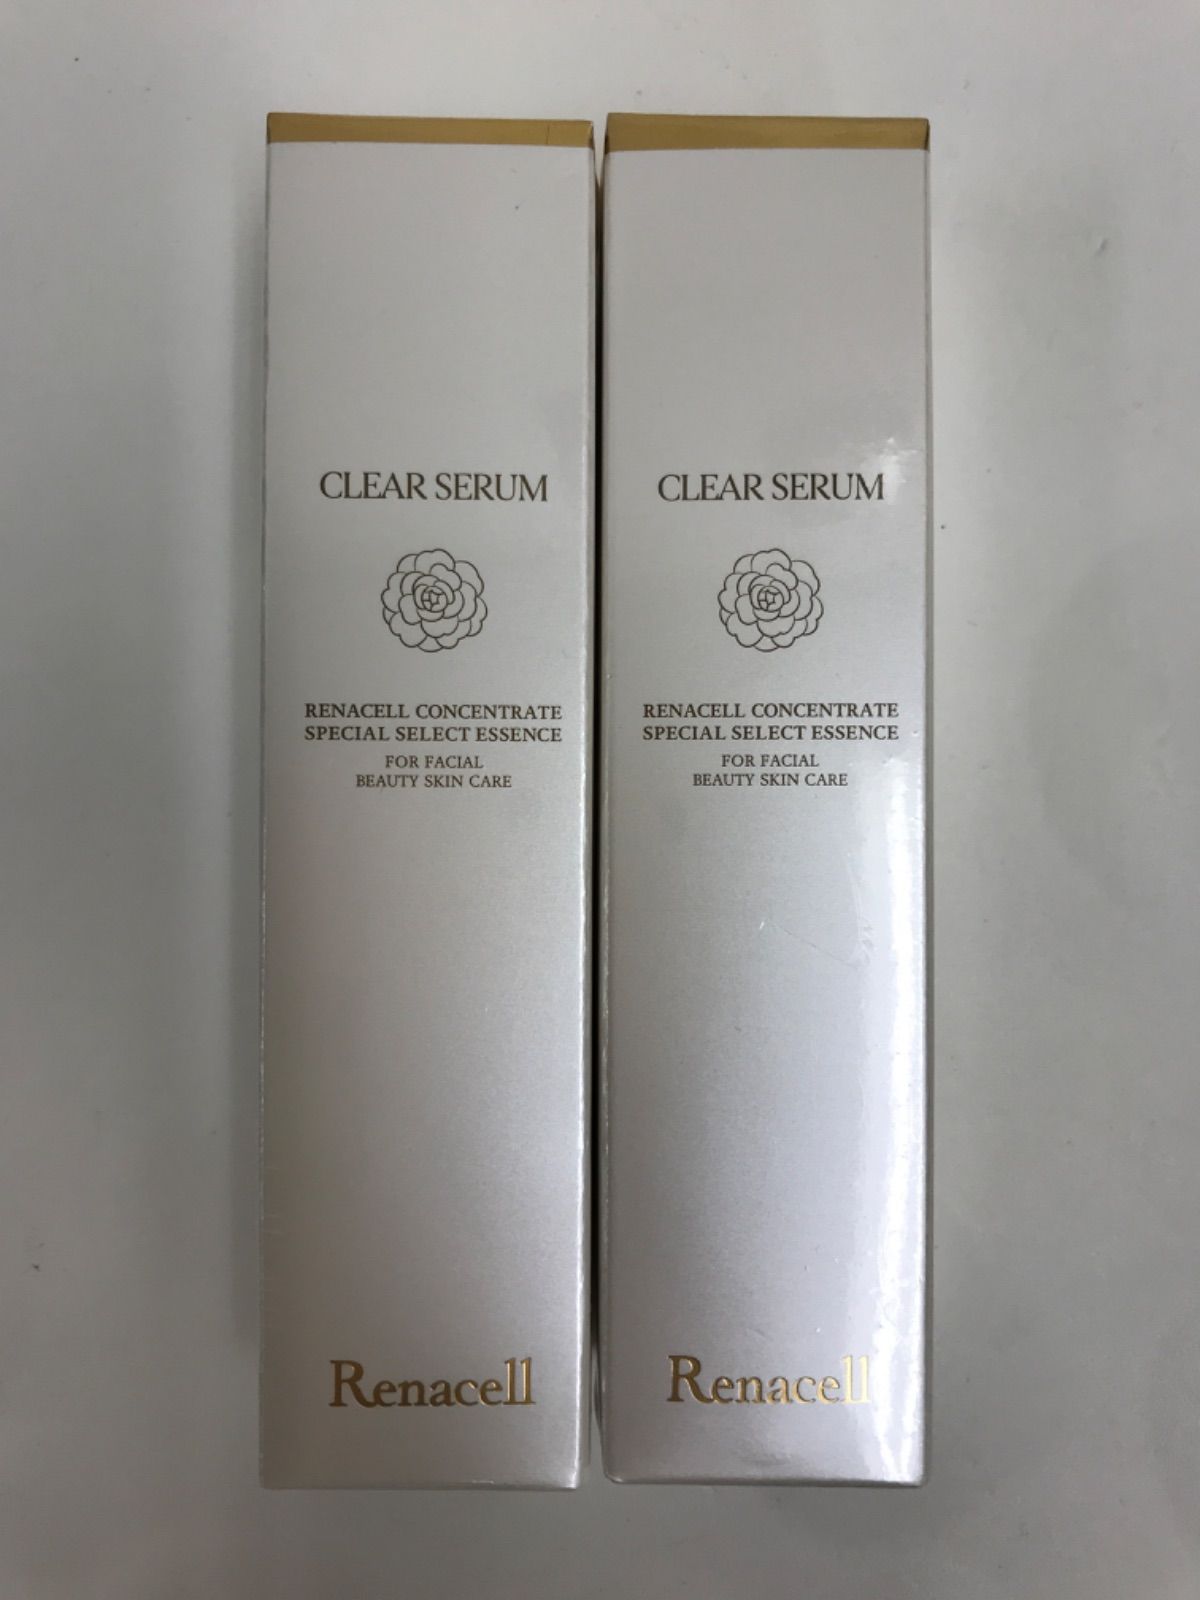 CLEAR SERUM
RENACELL CONCENTRATE
SPECIAL SELECT ESSENCE
FOR FACIAL
BEAUTY SKIN CARE
Renacell
CLEAR SERUM
RENACELL CONCENTRATE
SPECIAL SELECT ESSENCE
FOR FACIAL
BEAUTY SKIN CARE
Renacell